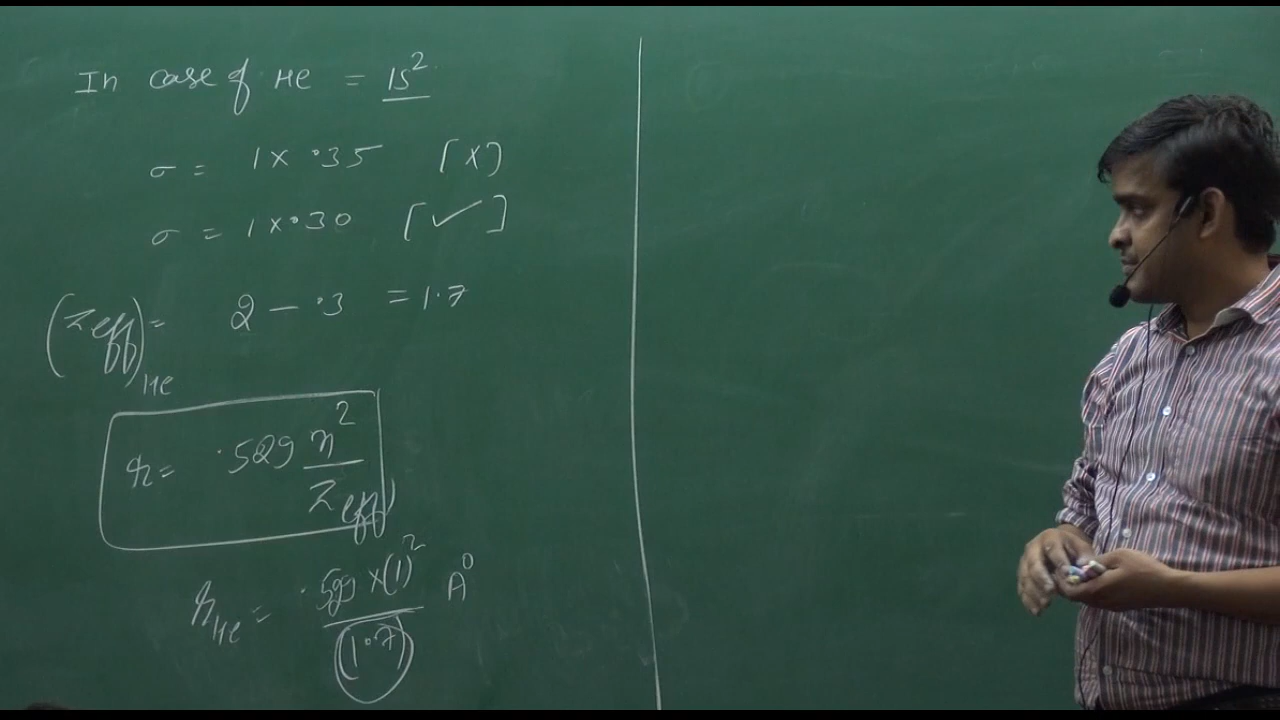 In case of He = 1s²
σ = 1 × .35 [×]
σ = 1 × .30 [✓]
(Zeff)He = 2 − .3 = 1.7
r = .529 n²/Zeff
rHe = .529 × (1)²/(1.7) A⁰